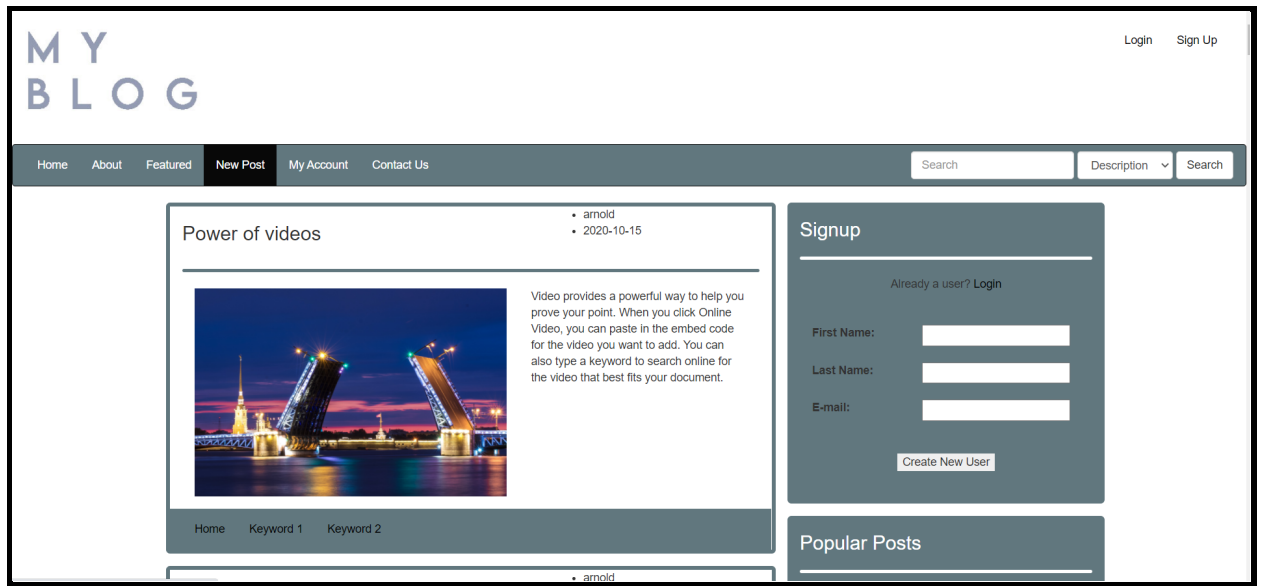 M Y
B L O G
Login Sign Up
Home About Featured New Post My Account Contact Us Search Description Search
Power of videos
arnold
2020-10-15
Video provides a powerful way to help you
prove your point. When you click Online
Video, you can paste in the embed code
for the video you want to add. You can
also type a keyword to search online for
the video that best fits your document.
Home Keyword 1 Keyword 2
arnold
Signup
Already a user? Login
First Name:
Last Name:
E-mail:
Create New User
Popular Posts